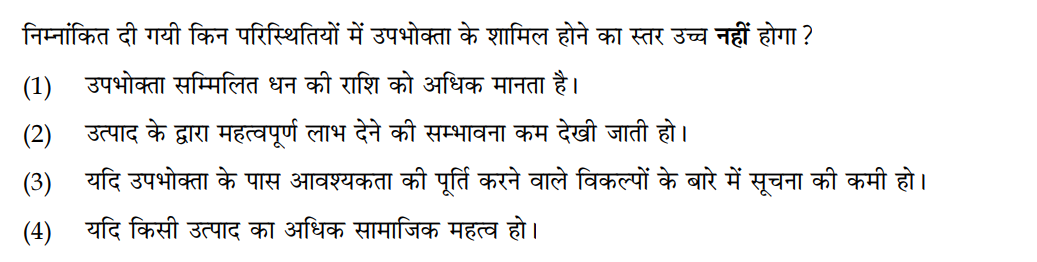 निम्नांकित दी गयी किन परिस्थितियों में उपभोक्ता के शामिल होने का स्तर उच्च नहीं होगा ?
(1) उपभोक्ता सम्मिलित धन की राशि को अधिक मानता है।
(2) उत्पाद के द्वारा महत्वपूर्ण लाभ देने की सम्भावना कम देखी जाती हो।
(3) यदि उपभोक्ता के पास आवश्यकता की पूर्ति करने वाले विकल्पों के बारे में सूचना की कमी हो।
(4) यदि किसी उत्पाद का अधिक सामाजिक महत्व हो।